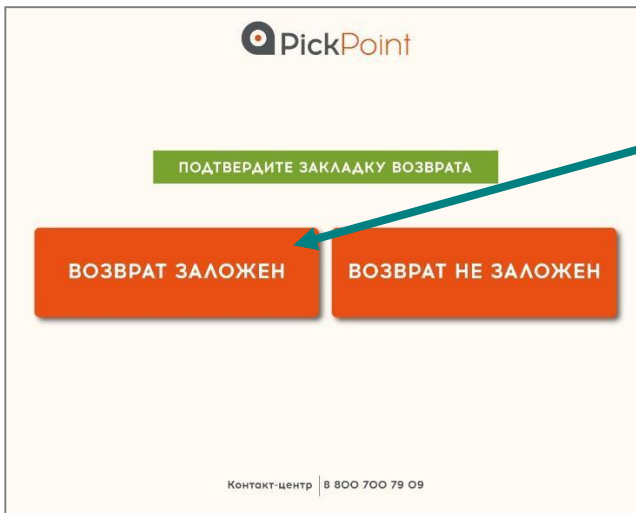 PickPoint
ПОДТВЕРДИТЕ ЗАКЛАДКУ ВОЗВРАТА
ВОЗВРАТ ЗАЛОЖЕН
ВОЗВРАТ НЕ ЗАЛОЖЕН
Контакт-центр 8 800 700 79 09